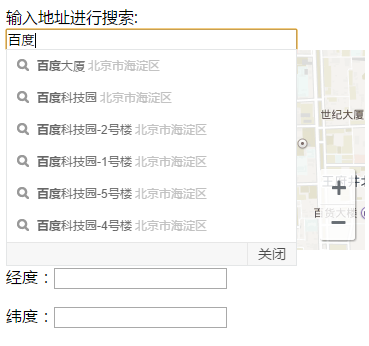 输入地址进行搜索:
百度
百度大厦 北京市海淀区
百度科技园 北京市海淀区
百度科技园-2号楼 北京市海淀区
百度科技园-1号楼 北京市海淀区
百度科技园-5号楼 北京市海淀区
百度科技园-4号楼 北京市海淀区
关闭
世纪大厦
王府井
百货大楼
+
−
经度：
纬度：